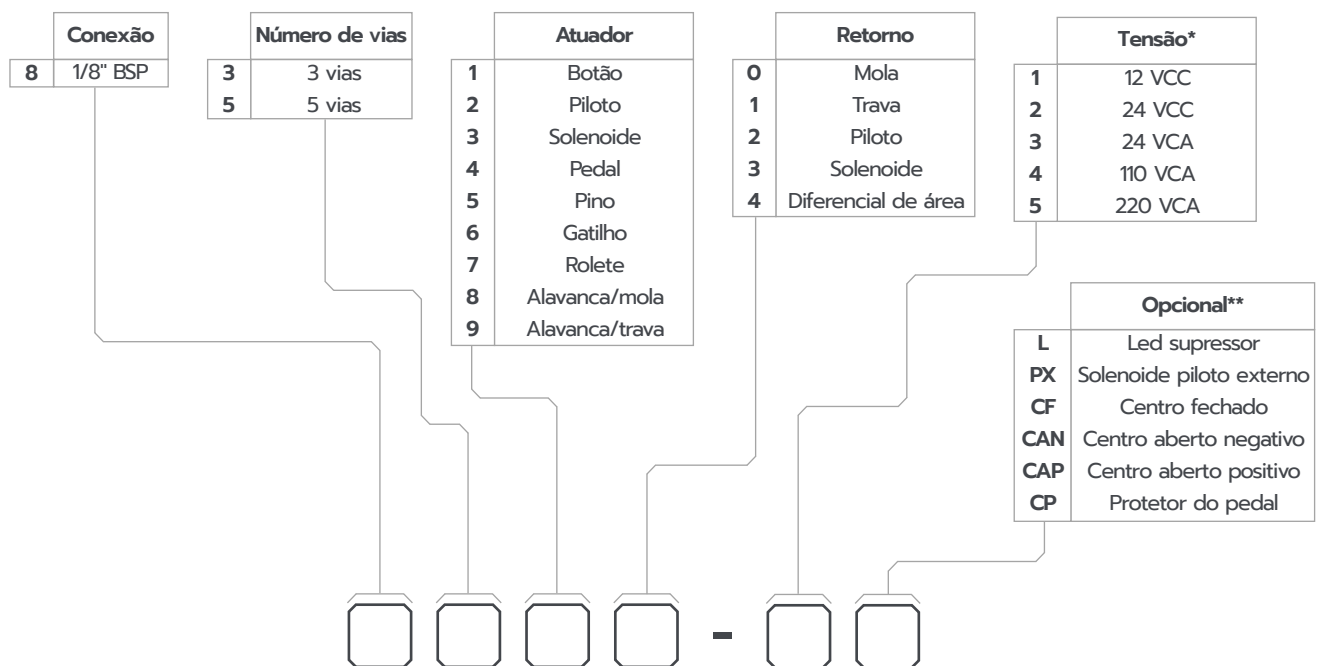 Conexão
8 1/8" BSP
Número de vias
3 3 vias
5 5 vias
Atuador
1 Botão
2 Piloto
3 Solenoide
4 Pedal
5 Pino
6 Gatilho
7 Rolete
8 Alavanca/mola
9 Alavanca/trava
Retorno
0 Mola
1 Trava
2 Piloto
3 Solenoide
4 Diferencial de área
Tensão*
1 12 VCC
2 24 VCC
3 24 VCA
4 110 VCA
5 220 VCA
Opcional**
L Led supressor
PX Solenoide piloto externo
CF Centro fechado
CAN Centro aberto negativo
CAP Centro aberto positivo
CP Protetor do pedal
-